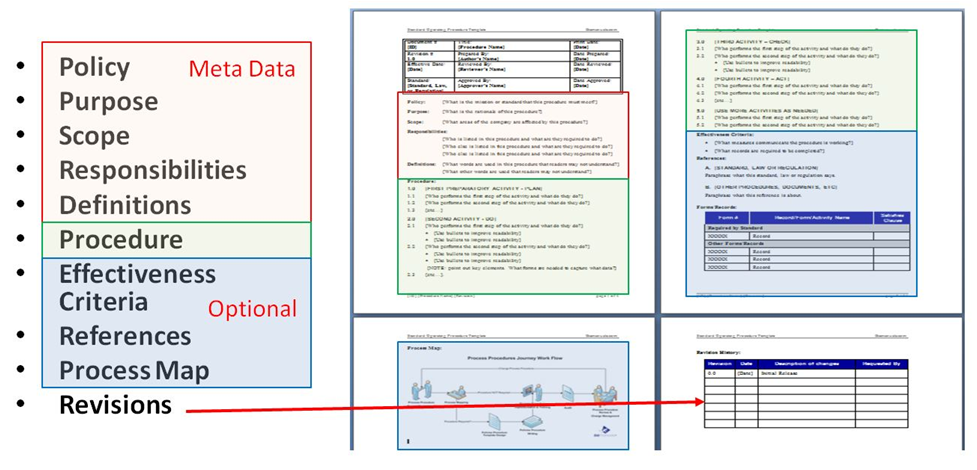 • Policy
Meta Data
• Purpose
• Scope
• Responsibilities
• Definitions
• Procedure
• Effectiveness
Criteria
Optional
• References
• Process Map
• Revisions
Standard Operating Procedure Template
Document #
[ID]
Title:
[Procedure Name]
Print Date:
[Date]
Revision #
1.0
Prepared By:
[Author's Name]
Date Prepared:
[Date]
Effective Date:
[Date]
Reviewed By:
[Reviewer's Name]
Date Reviewed:
[Date]
Standard:
[Standard, Law,
Approved By:
[Approver's Name]
Date Approved:
[Date]
Policy: [What is the mission or standard that this procedure must meet?]
Purpose: [What is the rationale of this procedure?]
Scope: [What areas of the company are affected by this procedure?]
Responsibilities:
[Who is listed in this procedure and what are they required to do?]
[Who else is listed in this procedure and what are they required to do?]
[Who else is listed in this procedure and what are they required to do?]
Definitions: [What words are used in this procedure that readers may not understand?]
[What other words are used that readers may not understand?]
Procedure:
1.0 [FIRST PREPARATORY ACTIVITY – PLAN]
1.1 [Who performs the first step of the activity and what do they do?]
1.2 [Who performs the second step of the activity and what do they do?]
1.3 [etc…]
2.0 [SECOND ACTIVITY – DO]
2.1 [Who performs the first step of the activity and what do they do?]
• [Use bullets to improve readability]
• [Use bullets to improve readability]
2.2 [Who performs the second step of the activity and what do they do?]
• [Use bullets to improve readability]
• [Use bullets to improve readability]
[NOTE: point out key elements. What forms are needed to capture what data?]
2.3 [etc…]
Standard Operating Procedure Template
3.0 [THIRD ACTIVITY – CHECK]
3.1 [Who performs the first step of the activity and what do they do?]
3.2 [Who performs the second step of the activity and what do they do?]
• [Use bullets to improve readability]
• [Use bullets to improve readability]
4.0 [FOURTH ACTIVITY – ACT]
4.1 [Who performs the first step of the activity and what do they do?]
4.2 [Who performs the second step of the activity and what do they do?]
4.3 [etc…]
5.0 [USE MORE ACTIVITIES AS NEEDED]
5.1 [Who performs the first step of the activity and what do they do?]
5.2 [Who performs the second step of the activity and what do they do?]
Effectiveness Criteria:
• [What measures communicate the procedure is working?]
• [What records are required to be completed?]
References:
A. [STANDARD, LAW OR REGULATION]
Paraphrase what this standard, law or regulation says.
B. [OTHER PROCEDURES, DOCUMENTS, ETC]
Paraphrase what this reference is about.
Forms/Records:
Form # Record/Form/Activity Name Satisfies
Clause
Required by Standard
XXXXXX Record
Other Forms/Records
XXXXXX Record
XXXXXX Record
XXXXXX Record
Standard Operating Procedure Template
Process Map:
Process Procedures Journey Work Flow
Standard Operating Procedure Template
Revision History:
Revision Date Description of changes Requested By
0.0 [Date] Initial Release